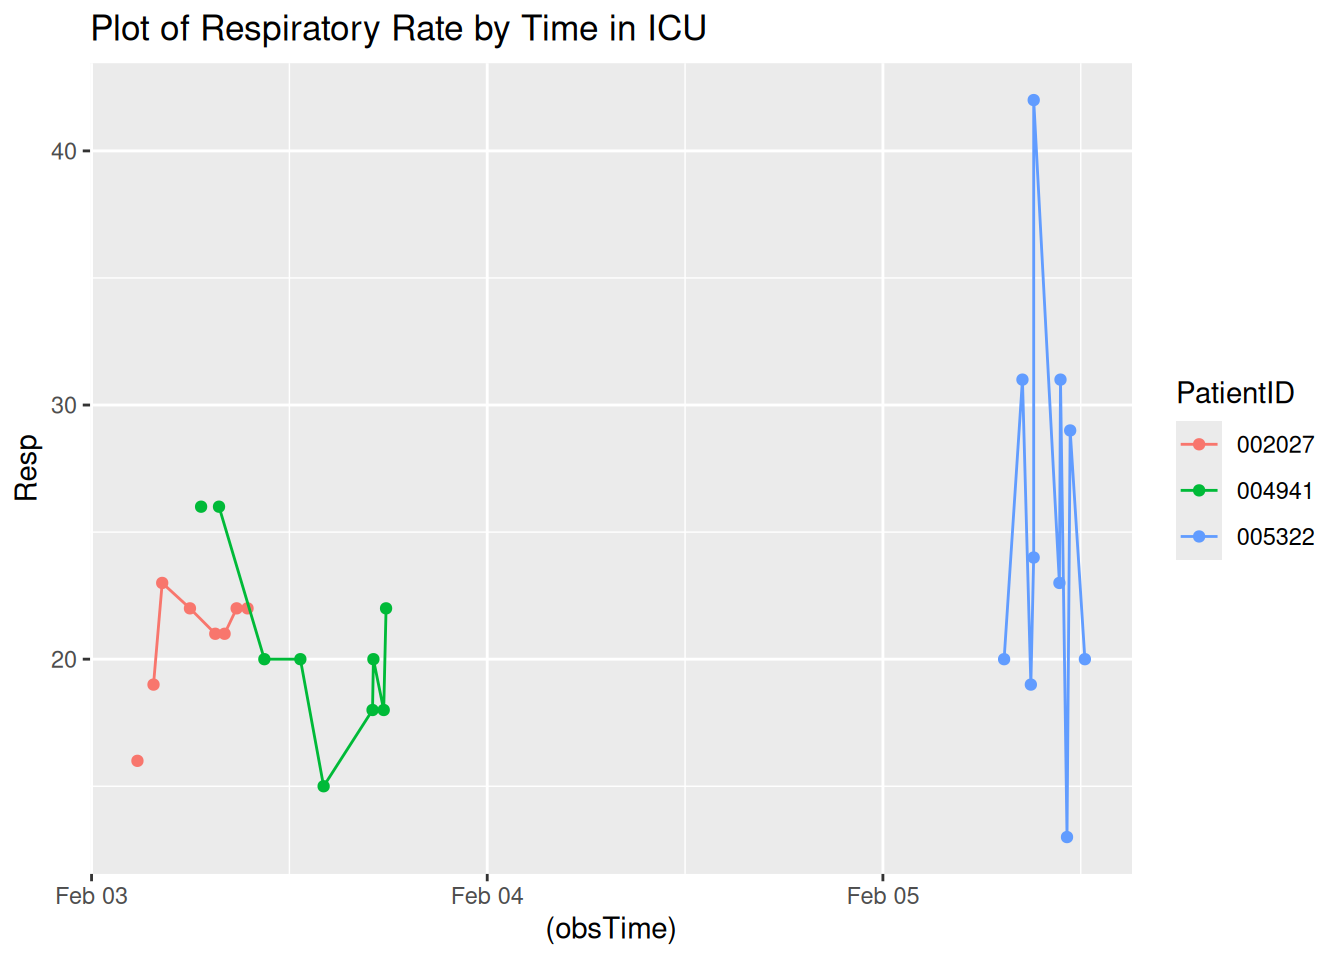 Plot of Respiratory Rate by Time in ICU
40
30
20
Resp
Feb 03
Feb 04
Feb 05
(obsTime)
PatientID
002027
004941
005322